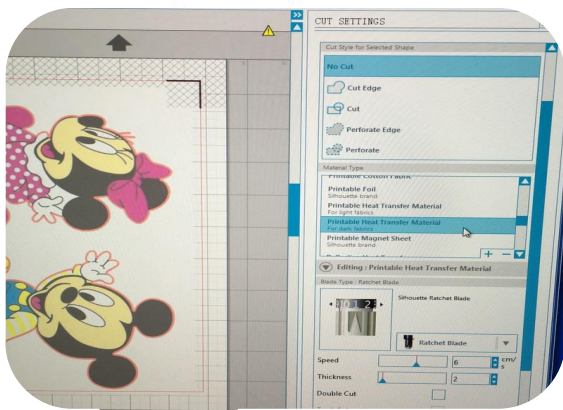 CUT SETTINGS
Cut Style for Selected Shape
No Cut
Cut Edge
Cut
Perforate Edge
Perforate
Material Type
Printable Cotton Fabric
Printable Foil
Silhouette brand
Printable Heat Transfer Material
For light fabrics
Printable Heat Transfer Material
For dark fabrics
Printable Magnet Sheet
Silhouette brand
+ -
Editing : Printable Heat Transfer Material
Blade Type : Ratchet Blade
Silhouette Ratchet Blade
Ratchet Blade
Speed 6 cm/
s
Thickness 2
Double Cut